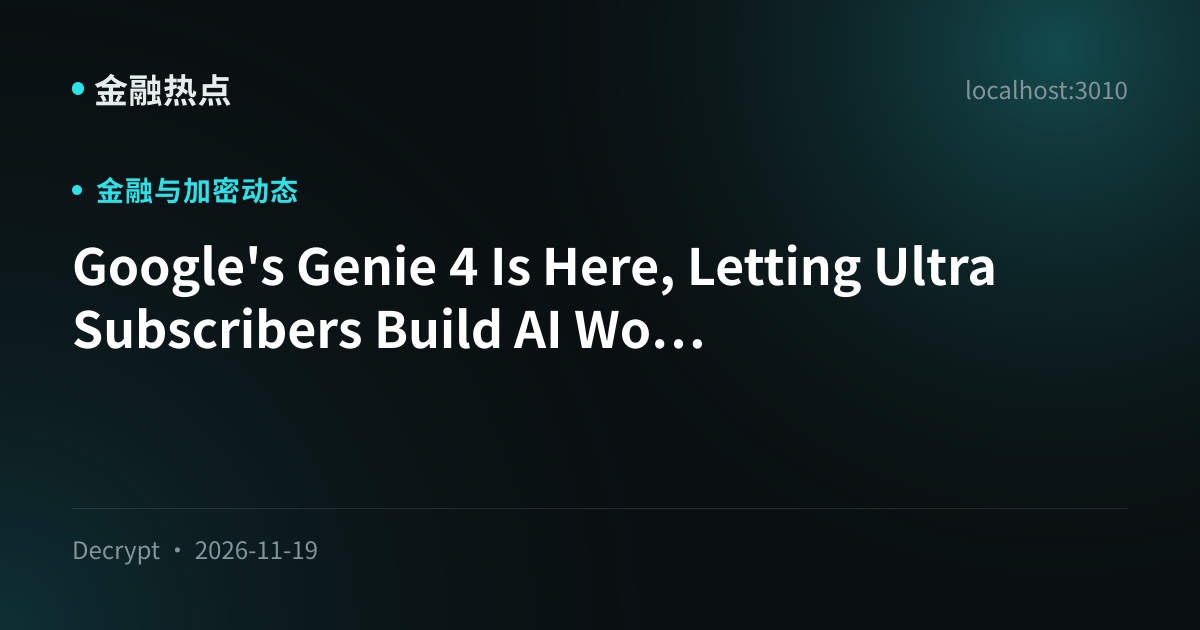 金融热点
localhost:3010
金融与加密动态
Google's Genie 4 Is Here, Letting Ultra
Subscribers Build AI Wo…
Decrypt · 2026-11-19